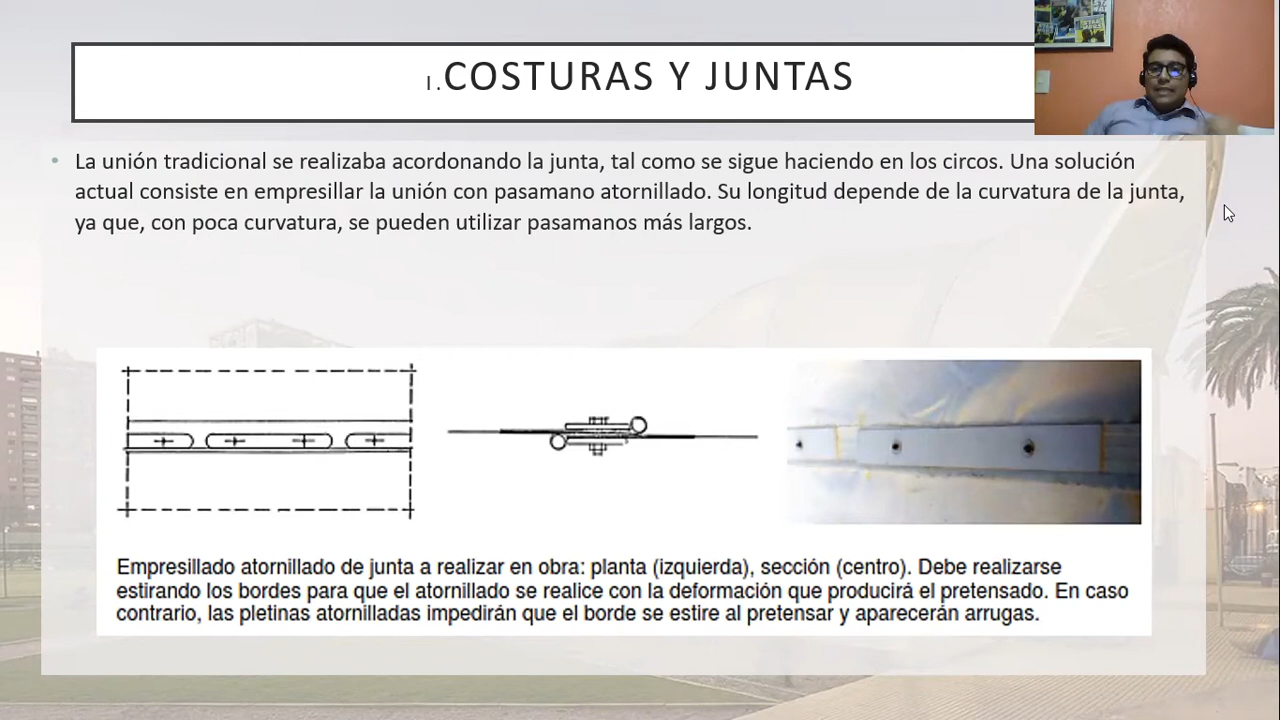 I.COSTURAS Y JUNTAS
• La unión tradicional se realizaba acordonando la junta, tal como se sigue haciendo en los circos. Una solución
actual consiste en empresillar la unión con pasamano atornillado. Su longitud depende de la curvatura de la junta,
ya que, con poca curvatura, se pueden utilizar pasamanos más largos.
Empresillado atornillado de junta a realizar en obra: planta (izquierda), sección (centro). Debe realizarse
estirando los bordes para que el atornillado se realice con la deformación que producirá el pretensado. En caso
contrario, las pletinas atornilladas impedirán que el borde se estire al pretensar y aparecerán arrugas.